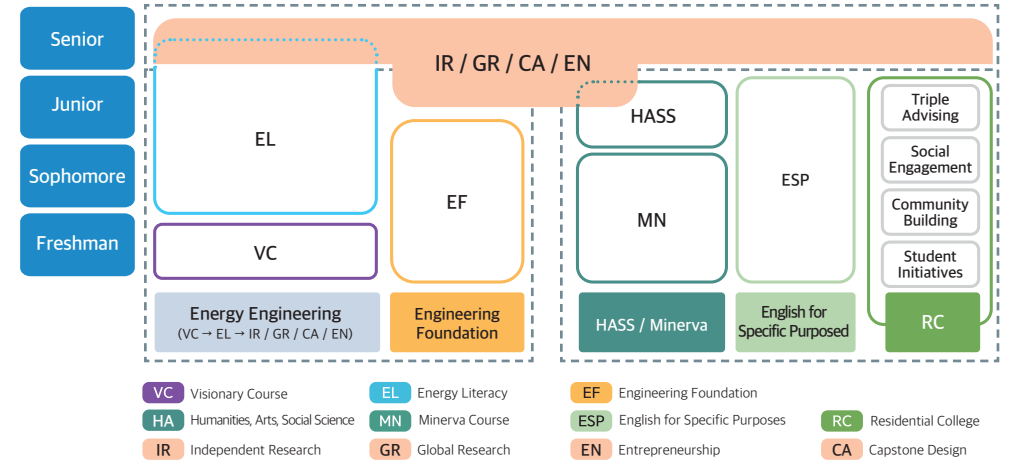 Senior
Junior
Sophomore
Freshman
IR / GR / CA / EN
EL
VC
EF
HASS
MN
ESP
Triple
Advising
Social
Engagement
Community
Building
Student
Initiatives
Energy Engineering
(VC → EL → IR / GR / CA / EN)
Engineering
Foundation
HASS / Minerva
English for
Specific Purposed
RC
VC Visionary Course
EL Energy Literacy
EF Engineering Foundation
HA Humanities, Arts, Social Science
MN Minerva Course
ESP English for Specific Purposes
RC Residential College
IR Independent Research
GR Global Research
EN Entrepreneurship
CA Capstone Design